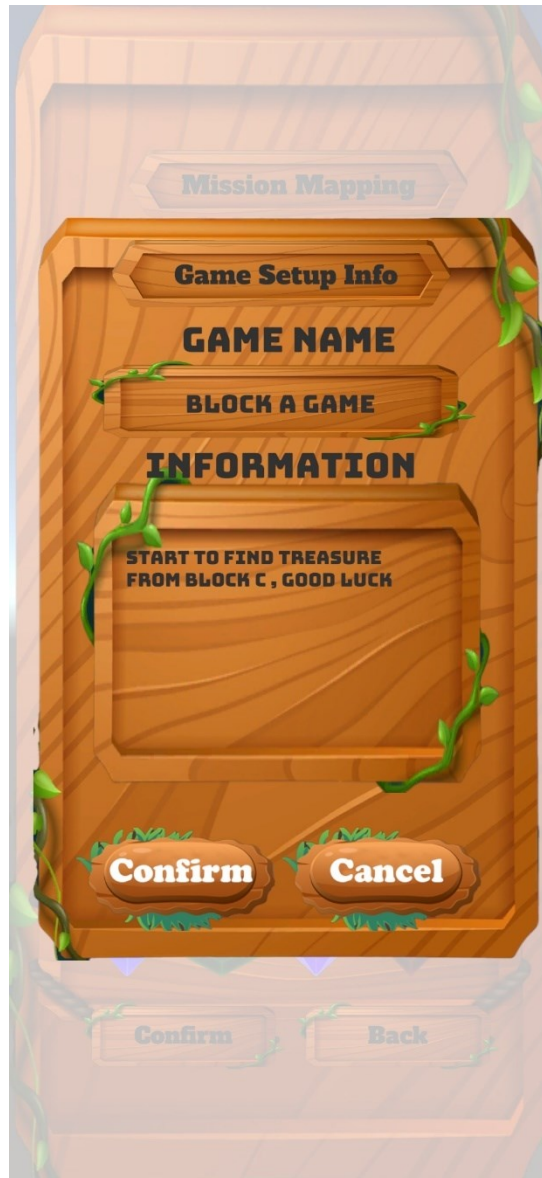 Mission Mapping
Game Setup Info
GAME NAME
BLOCK A GAME
INFORMATION
START TO FIND TREASURE
FROM BLOCK C , GOOD LUCK
Confirm Cancel
Confirm Back